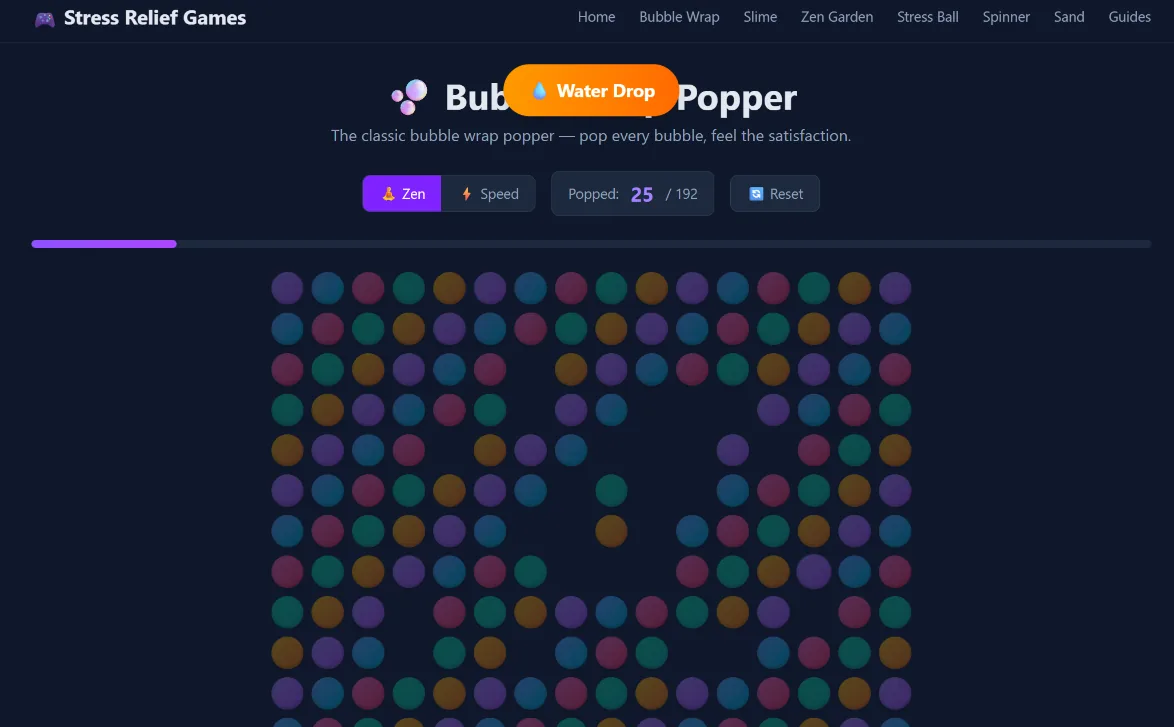 Stress Relief Games
Home Bubble Wrap Slime Zen Garden Stress Ball Spinner Sand Guides
Water Drop
Bub Popper
The classic bubble wrap popper — pop every bubble, feel the satisfaction.
Zen Speed Popped: 25 / 192 Reset